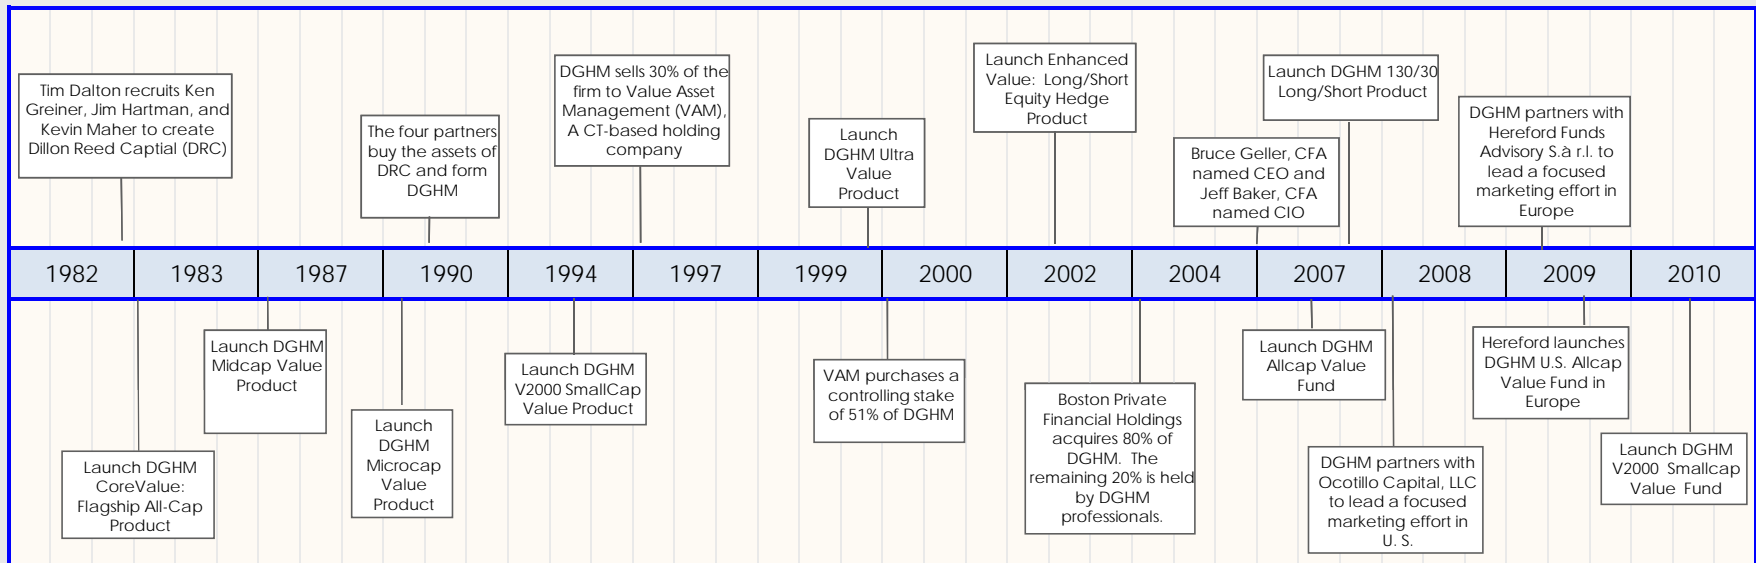 Tim Dalton recruits Ken
Greiner, Jim Hartman, and
Kevin Maher to create
Dillon Reed Captial (DRC)
The four partners
buy the assets of
DRC and form
DGHM
DGHM sells 30% of the
firm to Value Asset
Management (VAM),
A CT-based holding
company
Launch
DGHM Ultra
Value
Product
Launch Enhanced
Value: Long/Short
Equity Hedge
Product
Bruce Geller, CFA
named CEO and
Jeff Baker, CFA
named CIO
Launch DGHM 130/30
Long/Short Product
DGHM partners with
Hereford Funds
Advisory S.à r.l. to
lead a focused
marketing effort in
Europe
1982 1983 1987 1990 1994 1997 1999 2000 2002 2004 2007 2008 2009 2010
Launch DGHM
CoreValue:
Flagship All-Cap
Product
Launch DGHM
Midcap Value
Product
Launch
DGHM
Microcap
Value
Product
Launch DGHM
V2000 SmallCap
Value Product
VAM purchases a
controlling stake
of 51% of DGHM
Boston Private
Financial Holdings
acquires 80% of
DGHM. The
remaining 20% is held
by DGHM
professionals.
Launch DGHM
Allcap Value
Fund
DGHM partners with
Ocotillo Capital, LLC
to lead a focused
marketing effort in
U. S.
Hereford launches
DGHM U.S. Allcap
Value Fund in
Europe
Launch DGHM
V2000 Smallcap
Value Fund